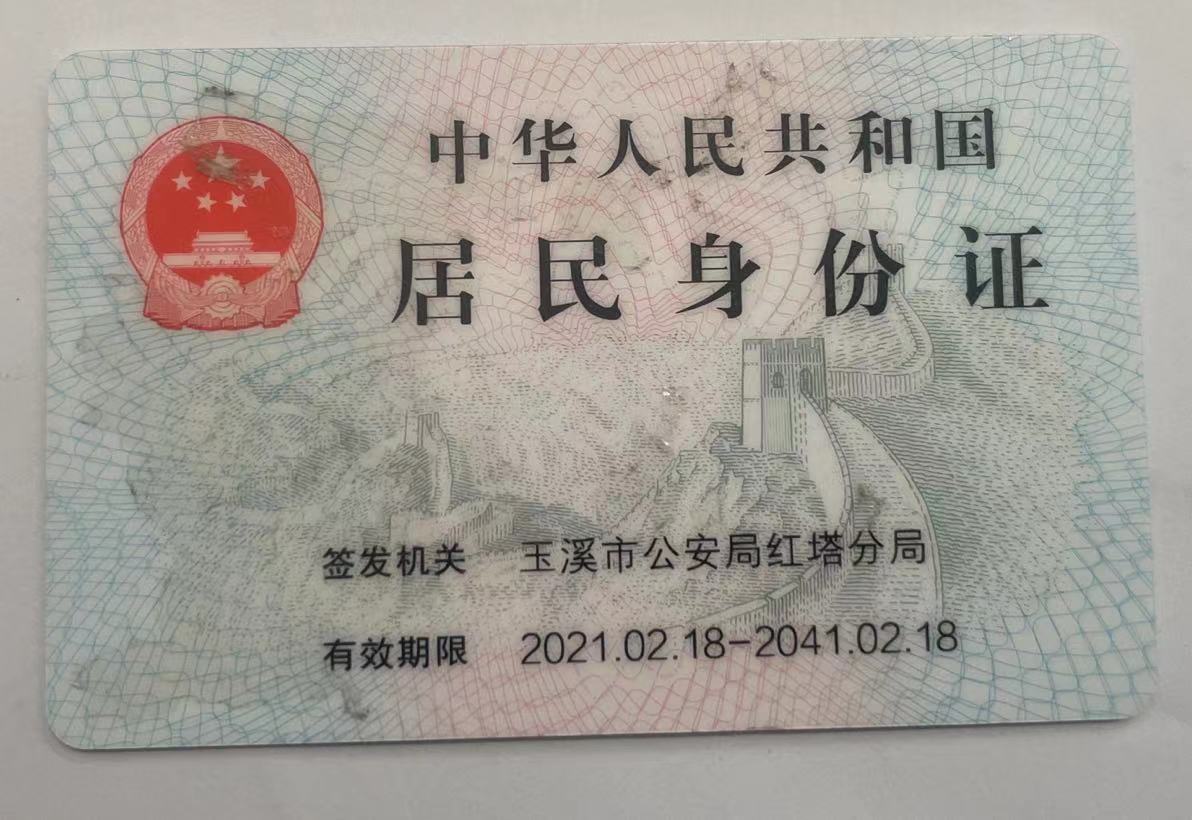 中华人民共和国
居民身份证
签发机关 玉溪市公安局红塔分局
有效期限 2021.02.18-2041.02.18